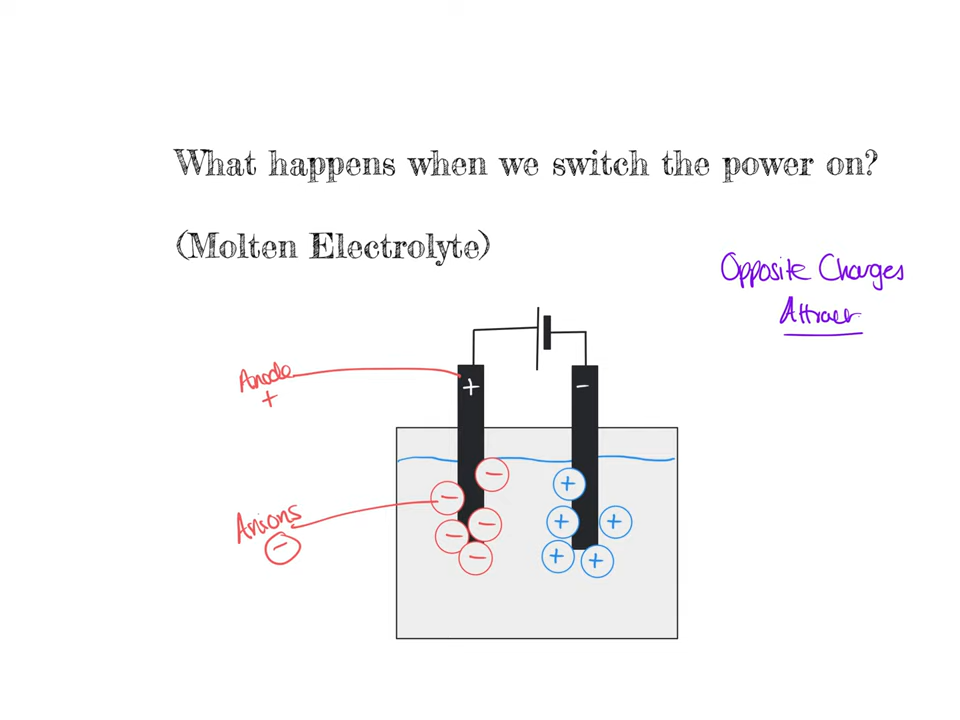 What happens when we switch the power on?
(Molten Electrolyte)
Opposite Charges
Attract
Anode
+
+ -
- + -
- - + +
- + +
Anions
-